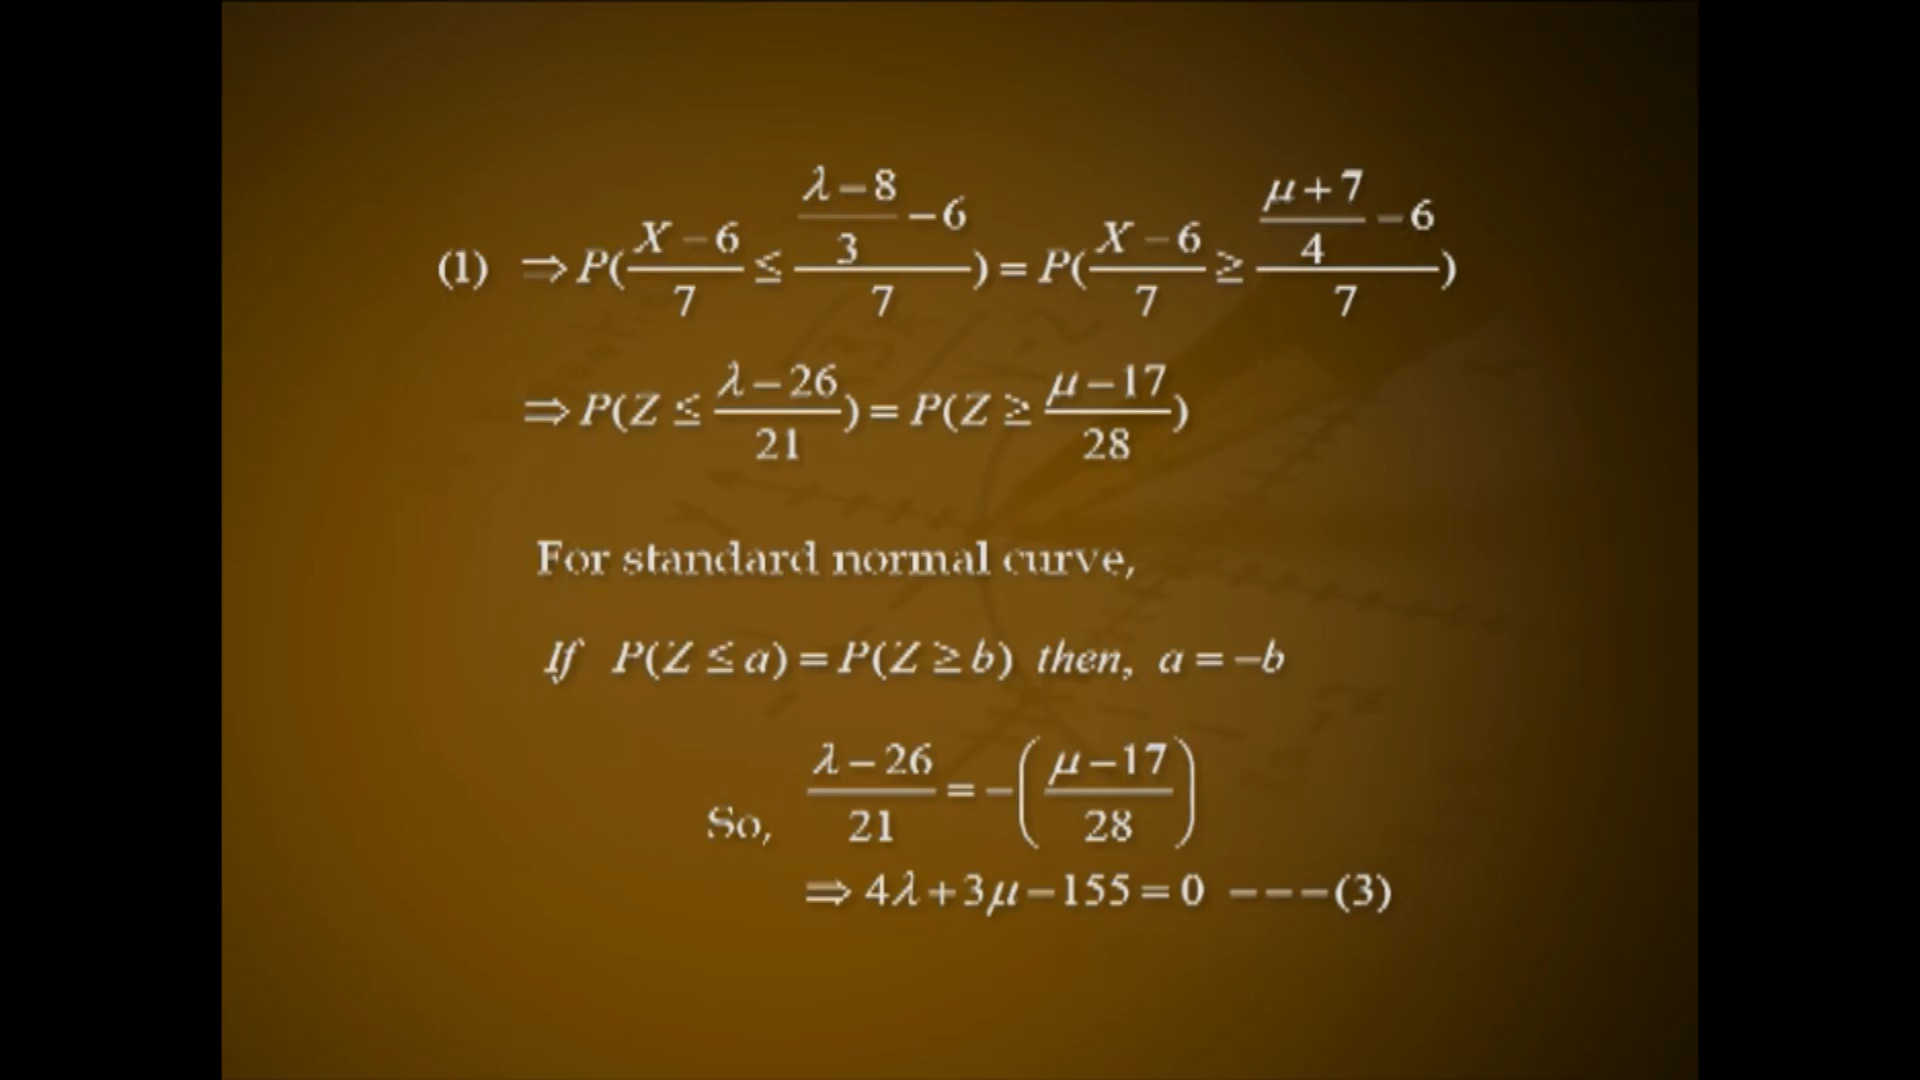 (1) ⇒ P((X − 6)/7 ≤ ((λ − 8)/3 − 6)/7) = P((X − 6)/7 ≥ ((μ + 7)/4 − 6)/7)
⇒ P(Z ≤ (λ − 26)/21) = P(Z ≥ (μ − 17)/28)
For standard normal curve,
If P(Z ≤ a) = P(Z ≥ b) then, a = −b
So, (λ − 26)/21 = −((μ − 17)/28)
⇒ 4λ + 3μ − 155 = 0 − − − (3)